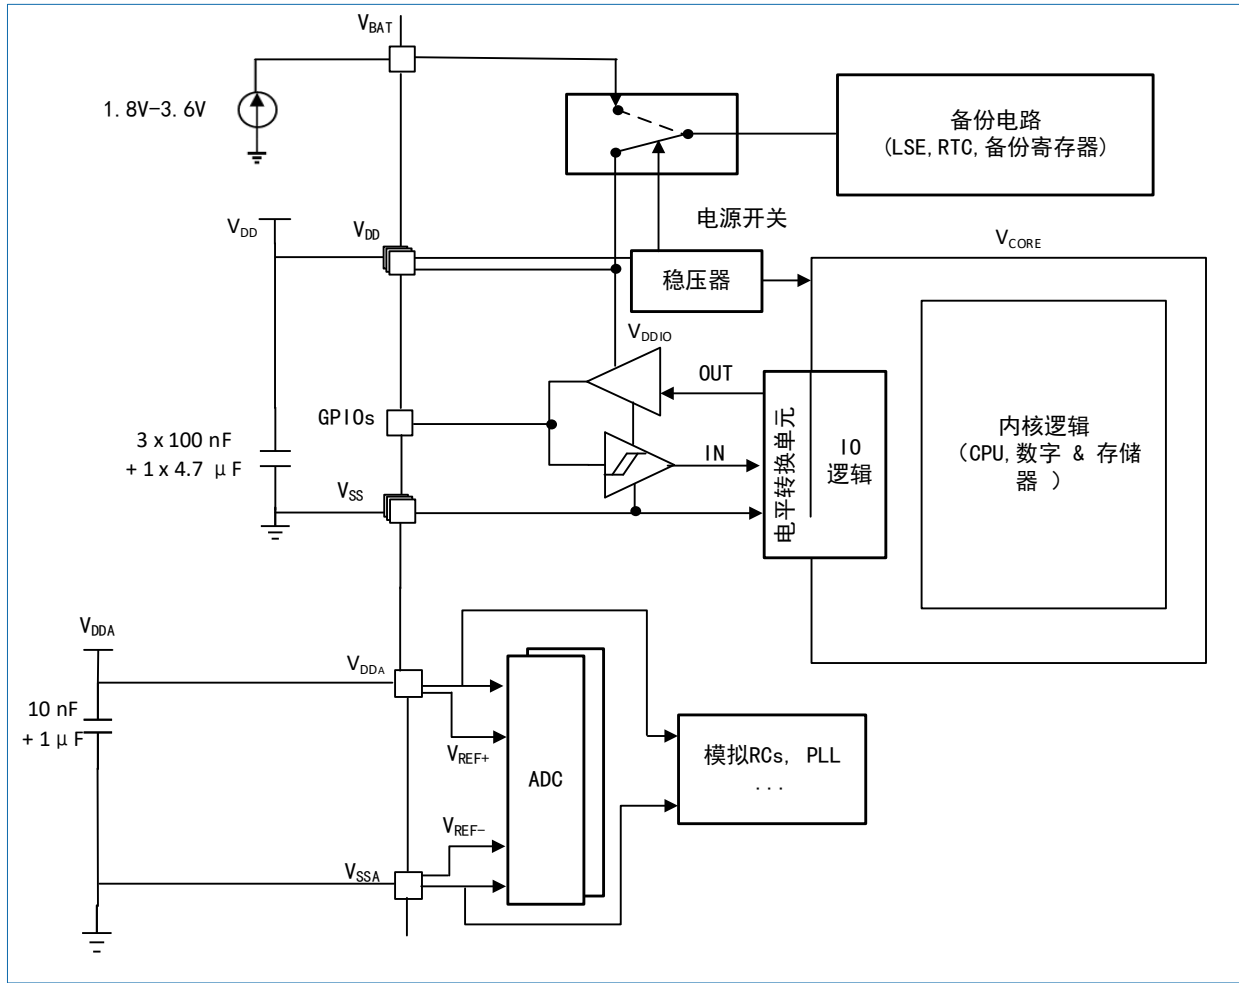 VBAT
1.8V-3.6V
备份电路
(LSE,RTC,备份寄存器)
电源开关
VDD
VDD
VCORE
稳压器
VDDIO
OUT
GPIOs
3 x 100 nF
+ 1 x 4.7 μF
IN
电平转换单元
IO
逻辑
内核逻辑
(CPU,数字 & 存储
器 )
VSS
VDDA
VDDA
10 nF
+ 1 μF
VREF+
ADC
模拟RCs, PLL
...
VREF-
VSSA